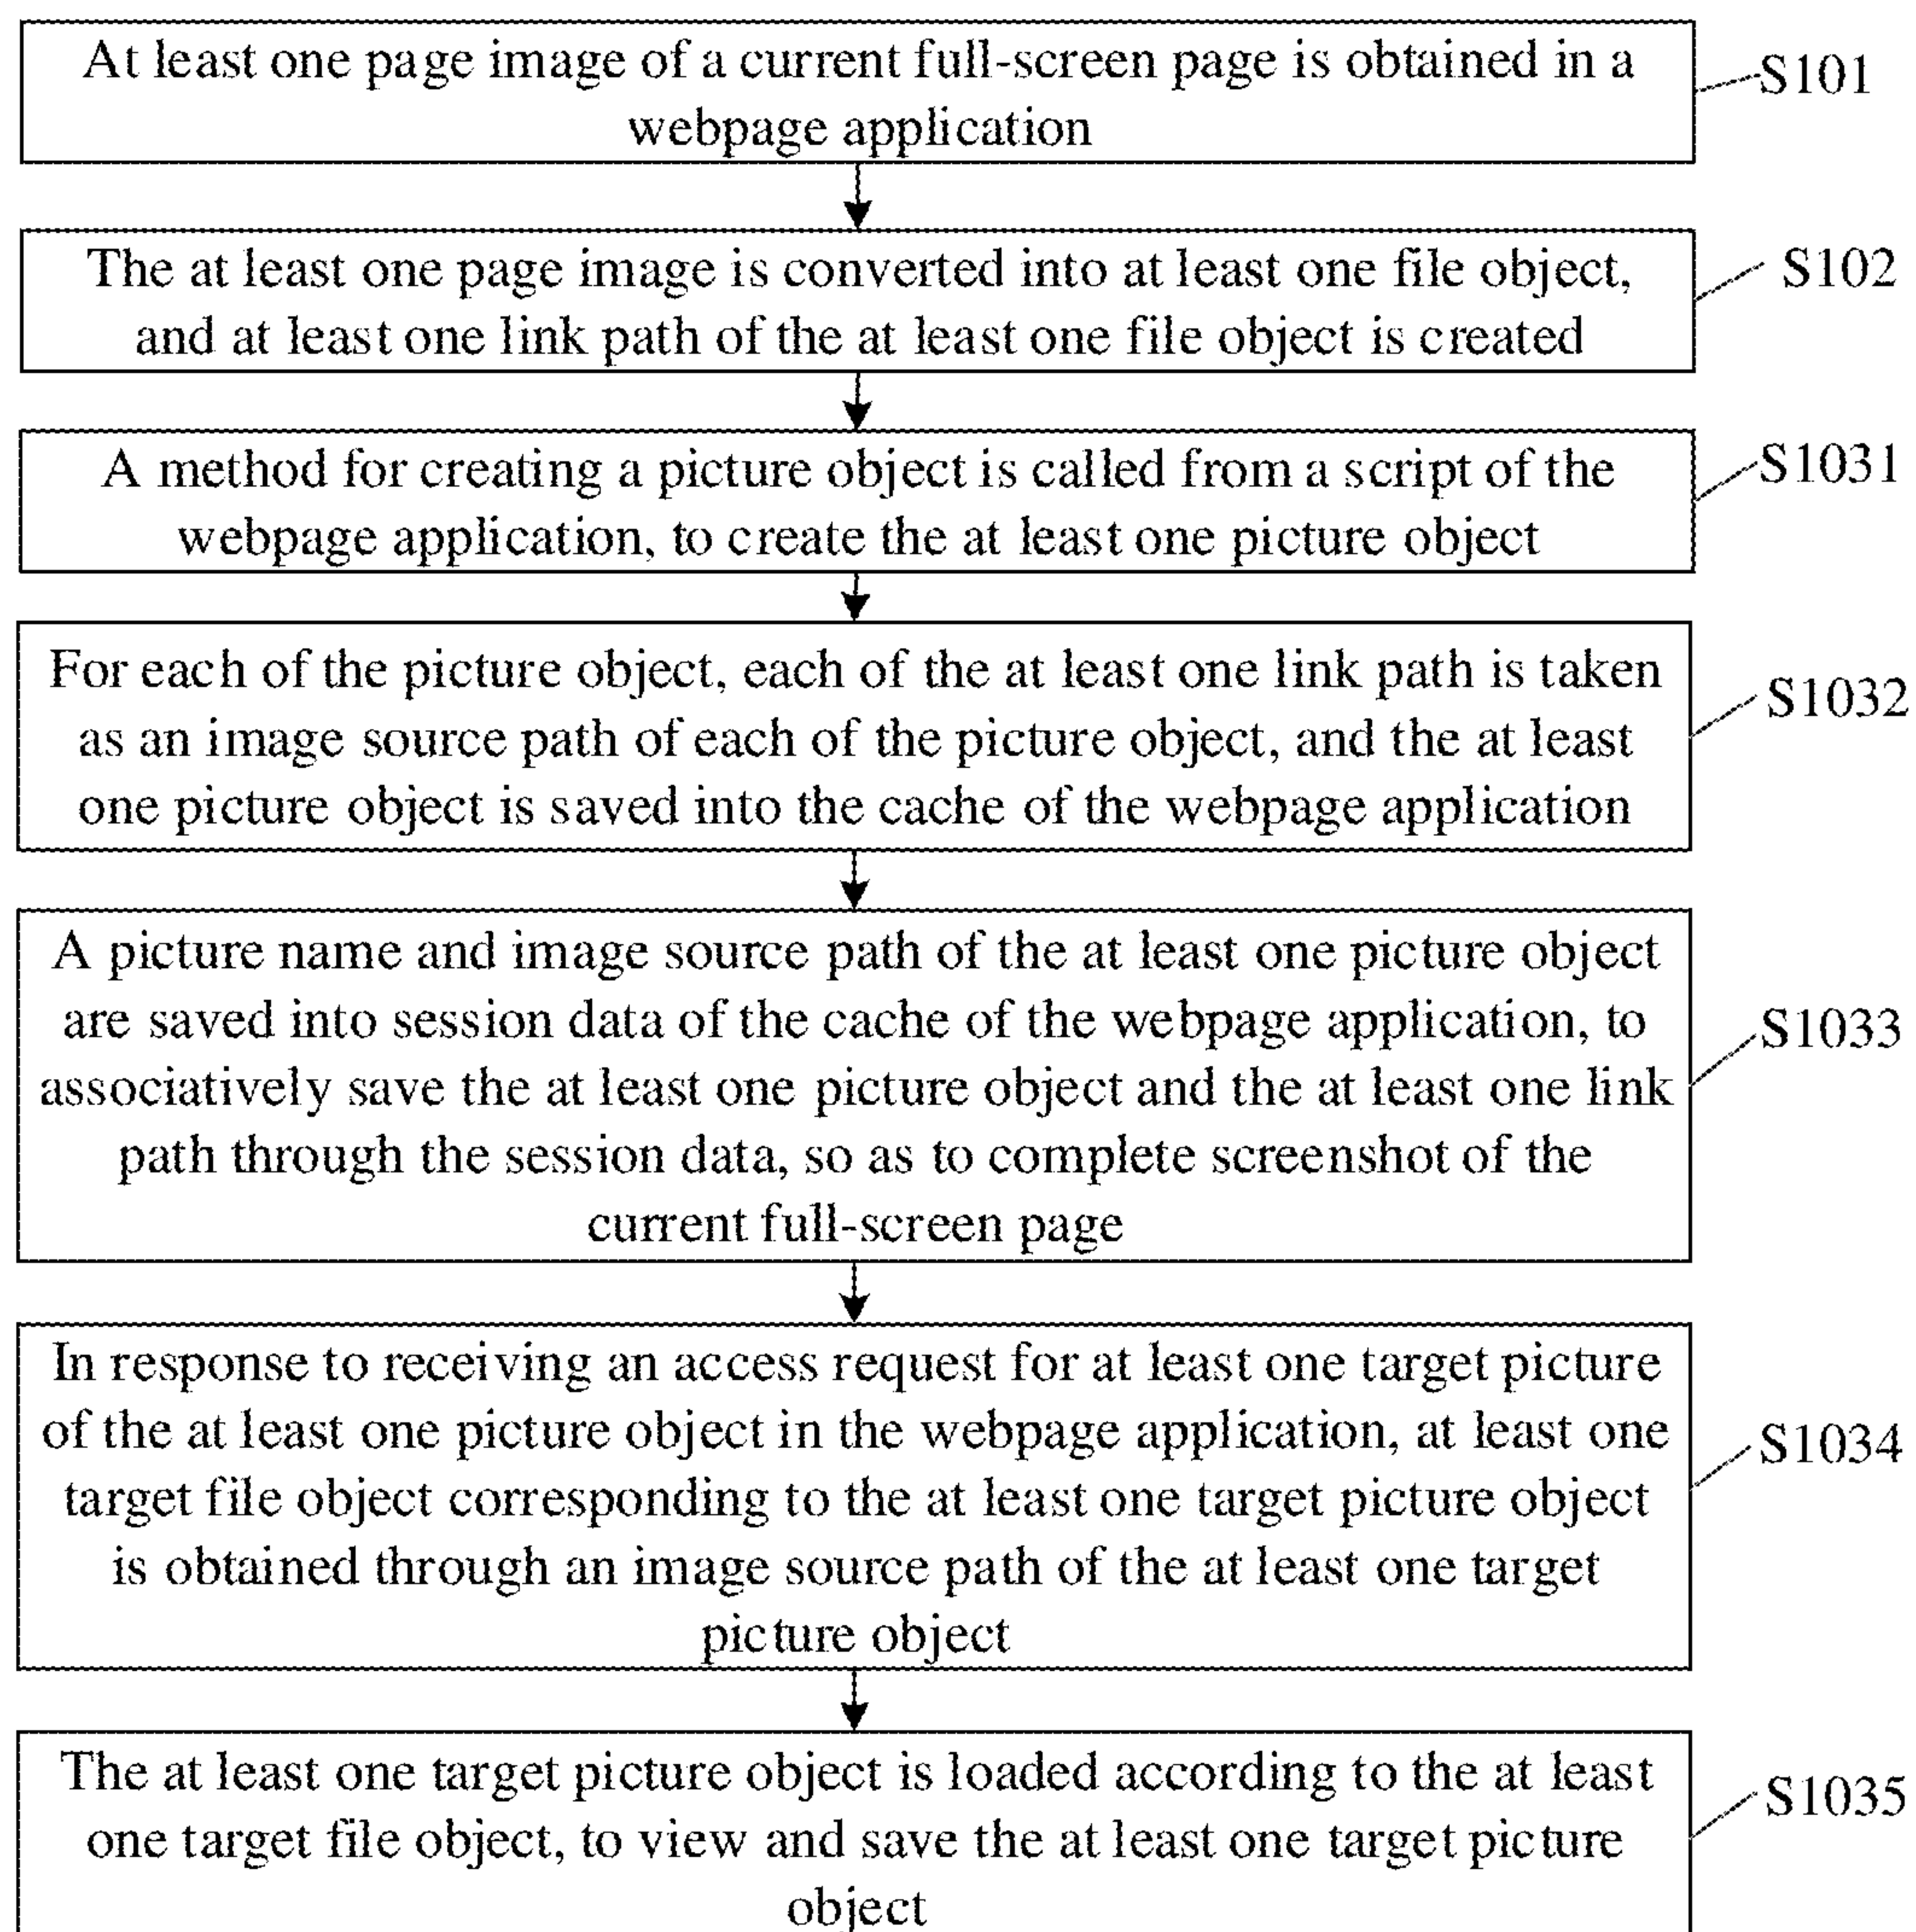 At least one page image of a current full-screen page is obtained in a
webpage application
S101
The at least one page image is converted into at least one file object,
and at least one link path of the at least one file object is created
S102
A method for creating a picture object is called from a script of the
webpage application, to create the at least one picture object
S1031
For each of the picture object, each of the at least one link path is taken
as an image source path of each of the picture object, and the at least
one picture object is saved into the cache of the webpage application
S1032
A picture name and image source path of the at least one picture object
are saved into session data of the cache of the webpage application, to
associatively save the at least one picture object and the at least one link
path through the session data, so as to complete screenshot of the
current full-screen page
S1033
In response to receiving an access request for at least one target picture
of the at least one picture object in the webpage application, at least one
target file object corresponding to the at least one target picture object
is obtained through an image source path of the at least one target
picture object
S1034
The at least one target picture object is loaded according to the at least
one target file object, to view and save the at least one target picture
object
S1035